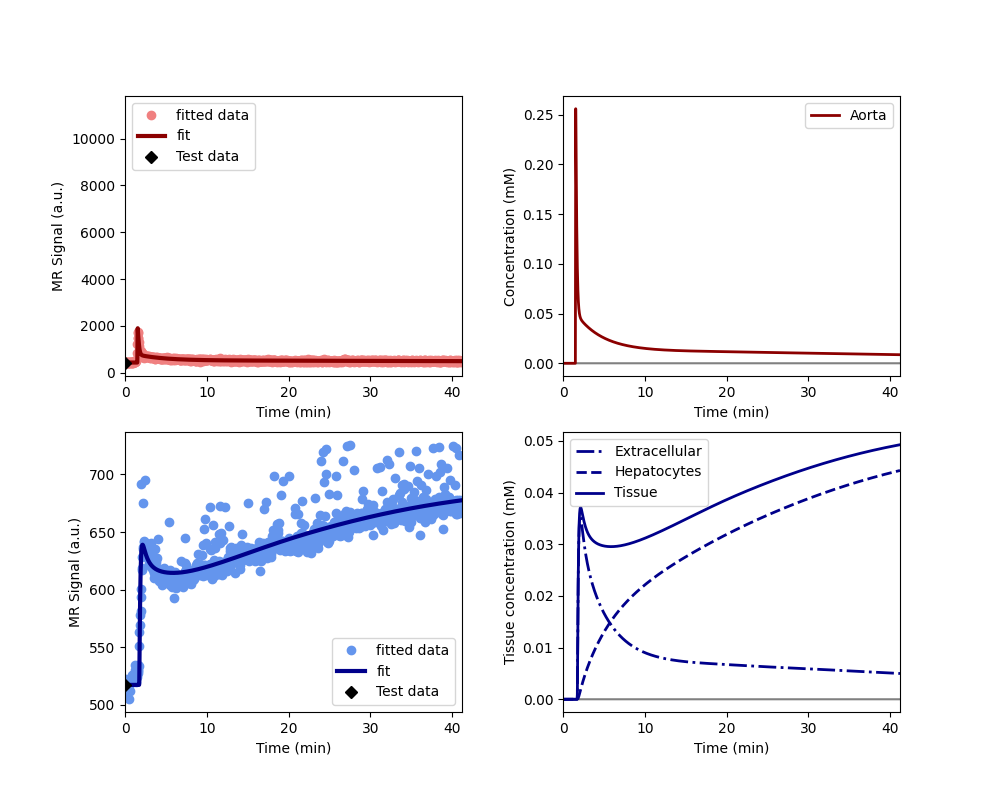 MR Signal (a.u.)
10000
8000
6000
4000
2000
0
fitted data
fit
Test data
0 10 20 30 40
Time (min)
Concentration (mM)
0.25
0.20
0.15
0.10
0.05
0.00
Aorta
0 10 20 30 40
Time (min)
MR Signal (a.u.)
700
650
600
550
500
fitted data
fit
Test data
0 10 20 30 40
Time (min)
Tissue concentration (mM)
0.05
0.04
0.03
0.02
0.01
0.00
Extracellular
Hepatocytes
Tissue
0 10 20 30 40
Time (min)